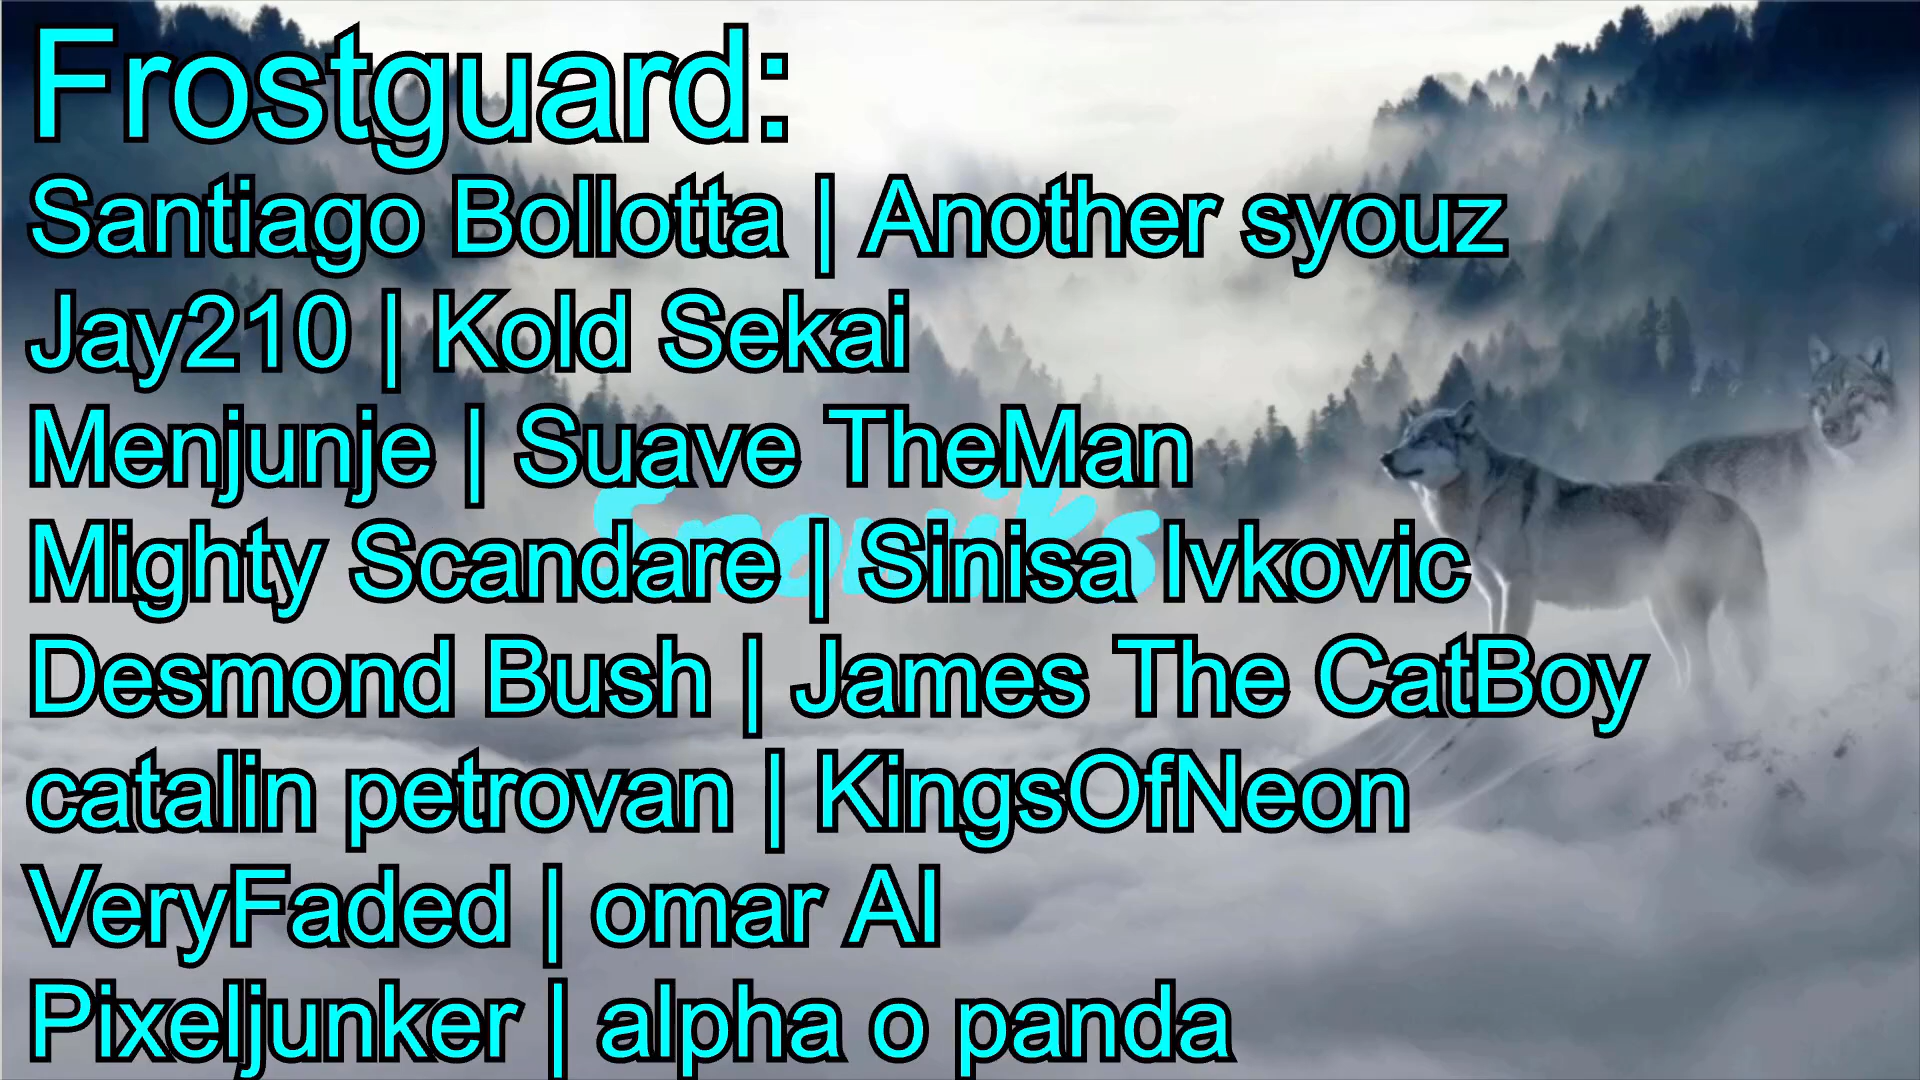 Frostguard:
Santiago Bollotta | Another syouz
Jay210 | Kold Sekai
Menjunje | Suave TheMan
Mighty Scandare | Sinisa Ivkovic
Desmond Bush | James The CatBoy
catalin petrovan | KingsOfNeon
VeryFaded | omar Al
Pixeljunker | alpha o panda